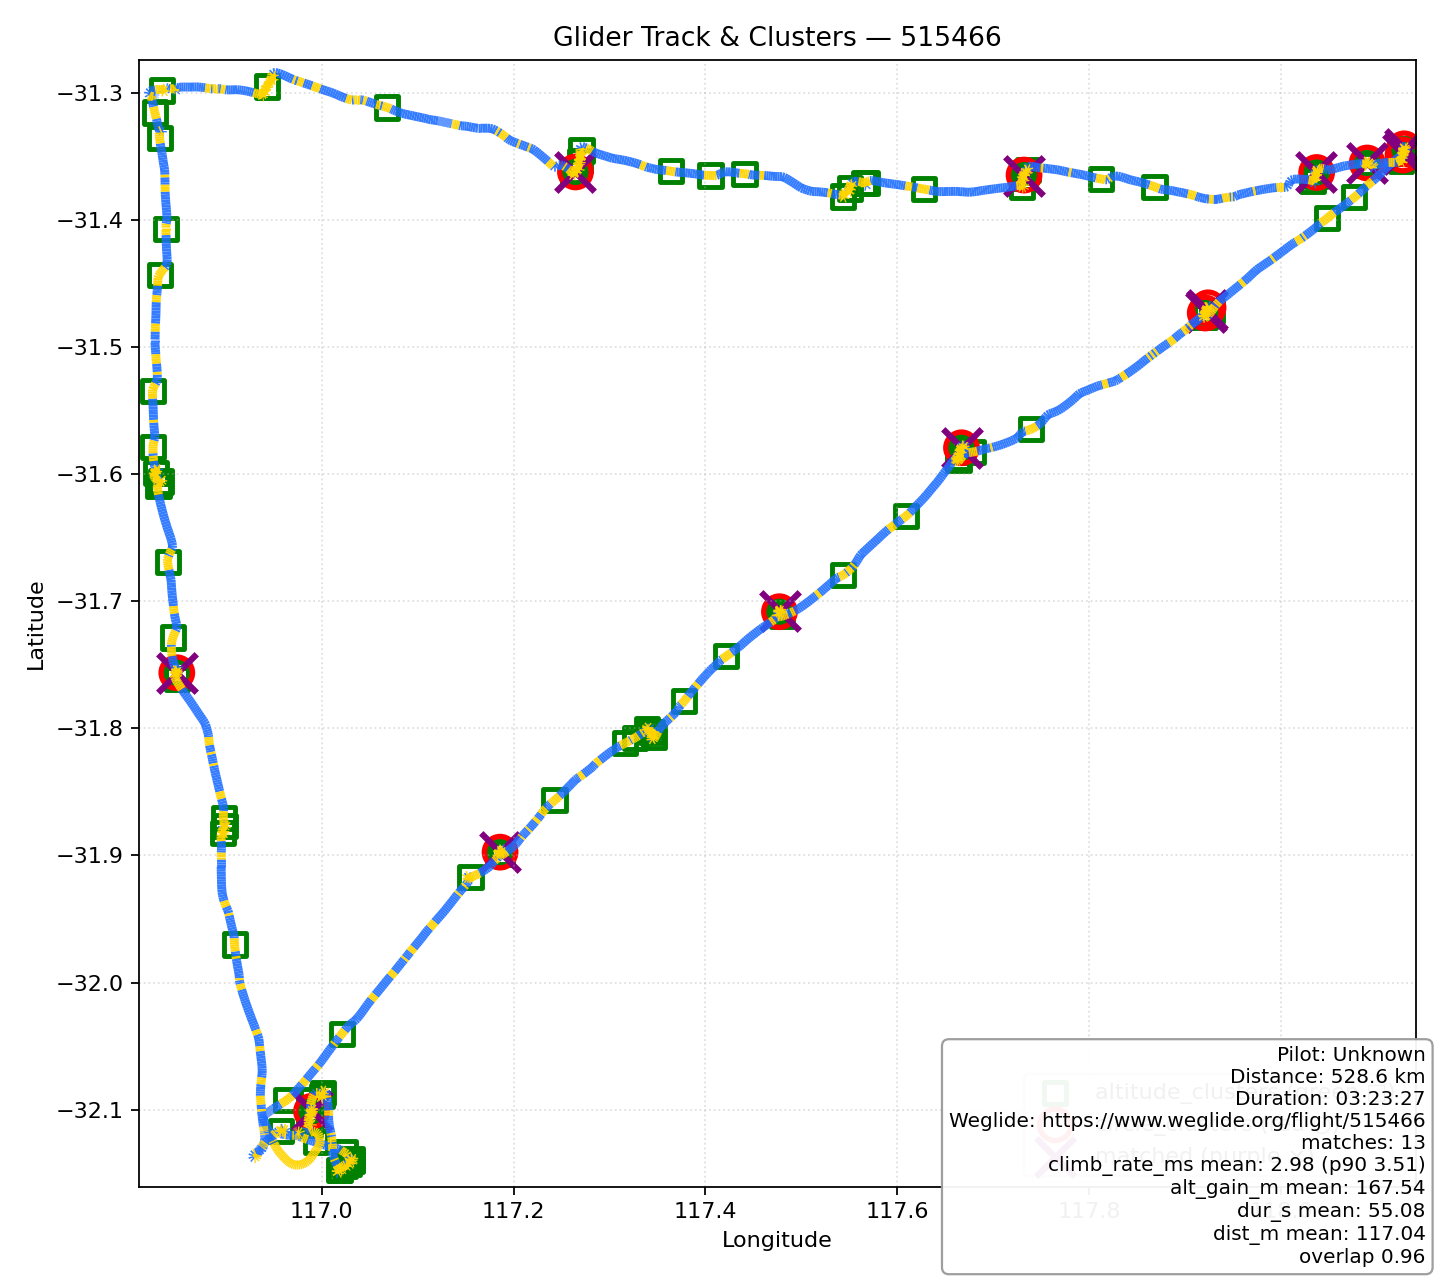 Glider Track & Clusters — 515466
−31.3
−31.4
−31.5
−31.6
−31.7
−31.8
−31.9
−32.0
−32.1
Latitude
117.0
117.2
117.4
117.6
117.8
Longitude
Pilot: Unknown
Distance: 528.6 km
Duration: 03:23:27
Weglide: https://www.weglide.org/flight/515466
matches: 13
climb_rate_ms mean: 2.98 (p90 3.51)
alt_gain_m mean: 167.54
dur_s mean: 55.08
dist_m mean: 117.04
overlap 0.96